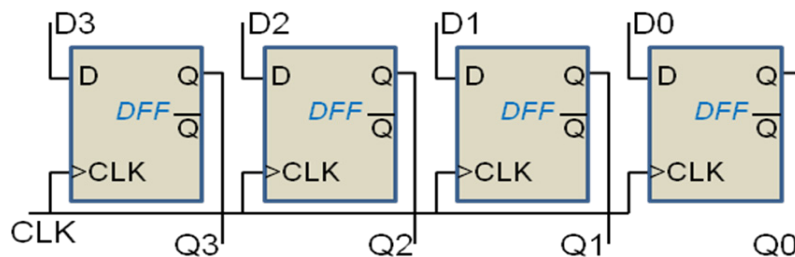 D3 D2 D1 D0
D Q D Q D Q D Q
DFF Q DFF Q DFF Q DFF Q
>CLK >CLK >CLK >CLK
CLK
Q3 Q2 Q1 Q0